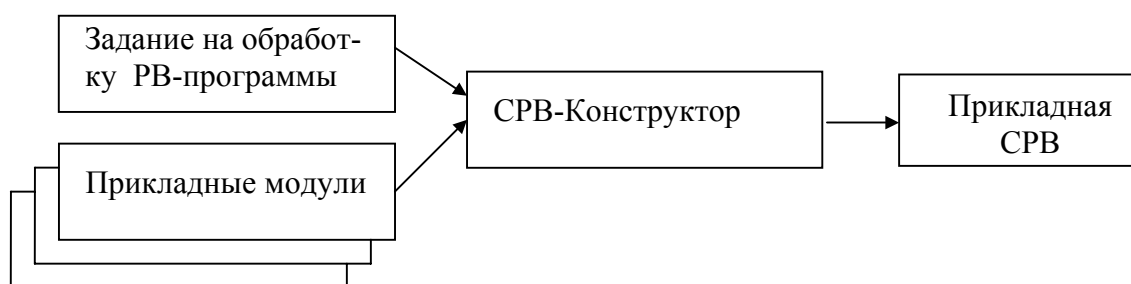 Задание на обработ-
ку РВ-программы
СРВ-Конструктор
Прикладная
СРВ
Прикладные модули